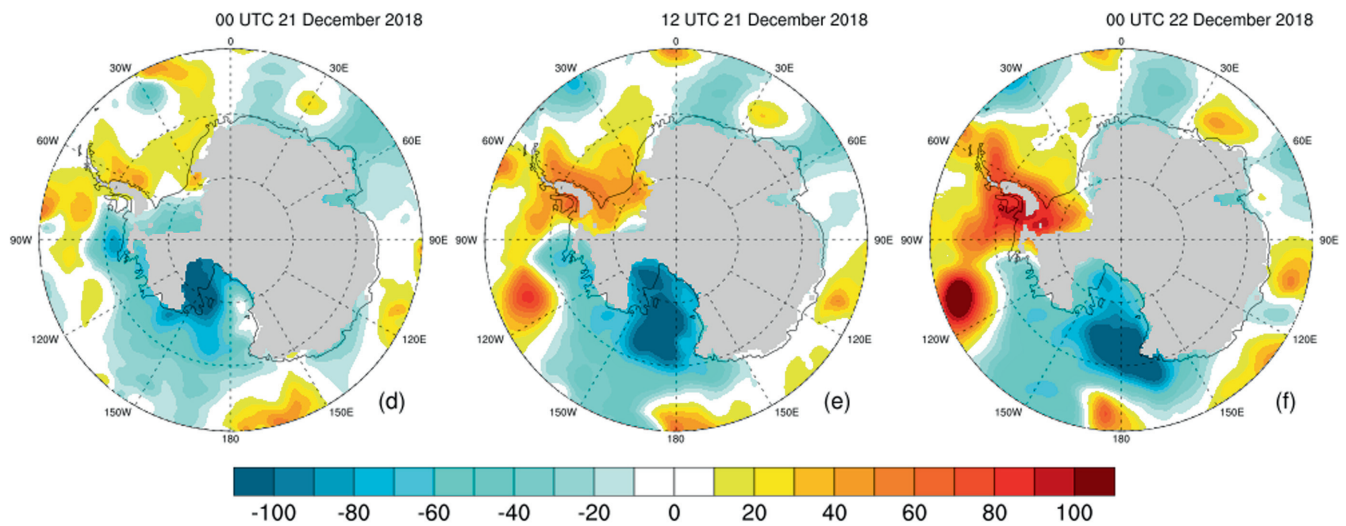 00 UTC 21 December 2018
12 UTC 21 December 2018
00 UTC 22 December 2018
0
30W
30E
60W
60E
90W
90E
120W
120E
150W
150E
180
(d)
0
30W
30E
60W
60E
90W
90E
120W
120E
150W
150E
180
(e)
0
30W
30E
60W
60E
90W
90E
120W
120E
150W
150E
180
(f)
-100 -80 -60 -40 -20 0 20 40 60 80 100